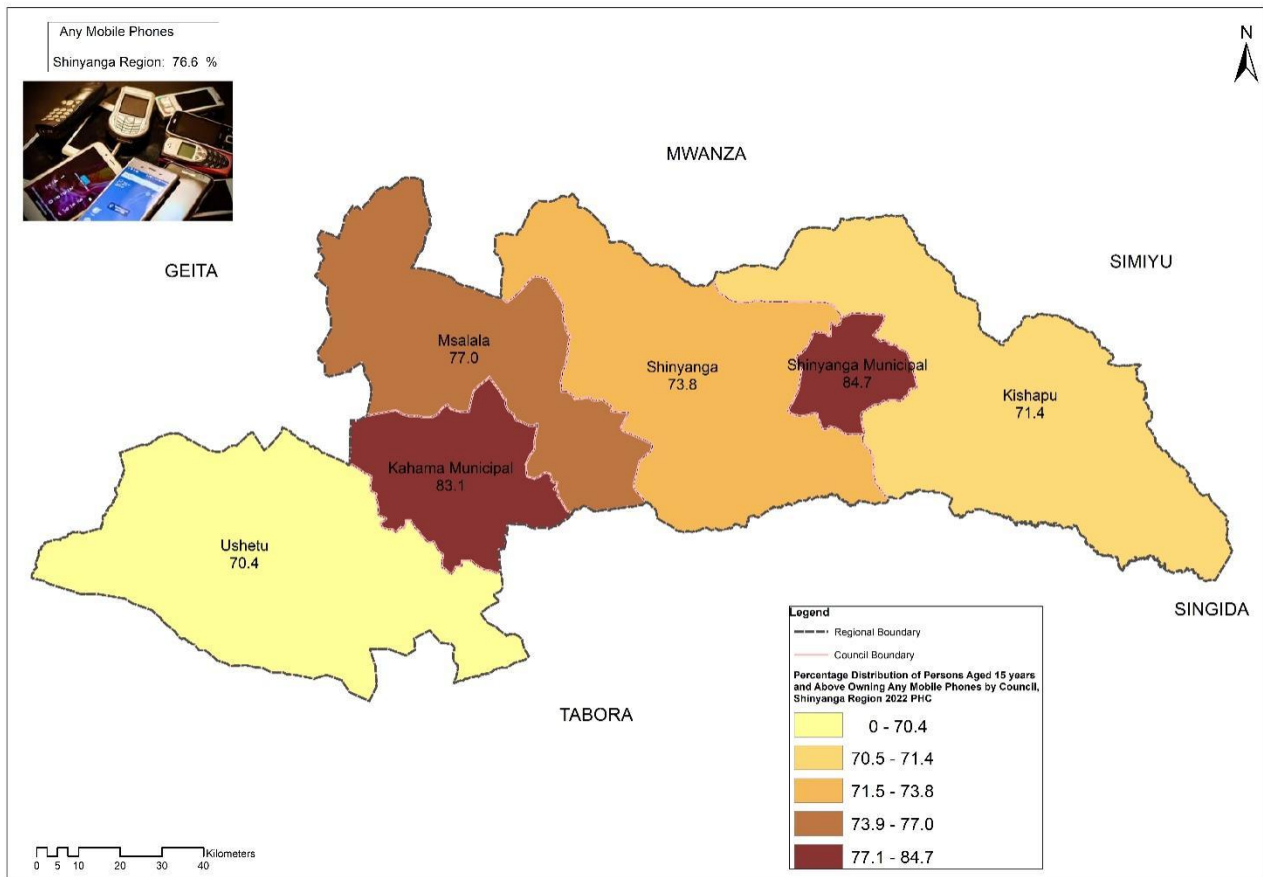 Any Mobile Phones
Shinyanga Region: 76.6 %
N
MWANZA
GEITA
SIMIYU
Msalala
77.0
Shinyanga
73.8
Shinyanga Municipal
84.7
Kishapu
71.4
Kahama Municipal
83.1
Ushetu
70.4
SINGIDA
TABORA
Legend
Regional Boundary
Council Boundary
Percentage Distribution of Persons Aged 15 years
and Above Owning Any Mobile Phones by Council,
Shinyanga Region 2022 PHC
0 - 70.4
70.5 - 71.4
71.5 - 73.8
73.9 - 77.0
77.1 - 84.7
Kilometers
0 5 10 20 30 40